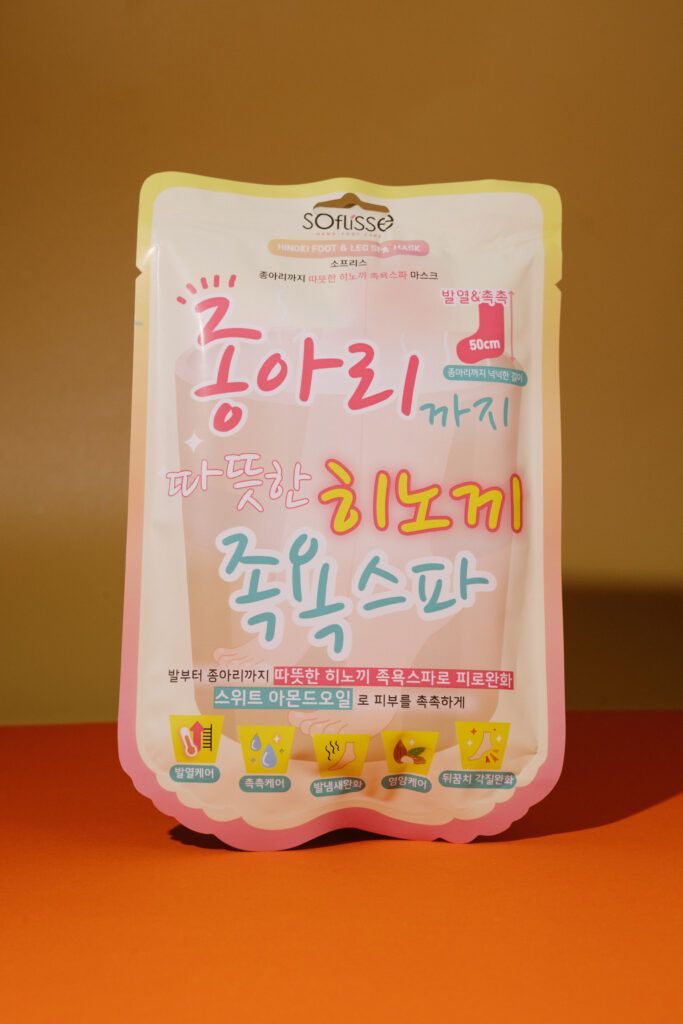 soflisse
HINOKI FOOT & LEG SPA MASK
소프리스
종아리까지 따뜻한 히노끼 족욕스파 마스크
발열&촉촉
50cm
종아리까지 넉넉한 길이
종아리까지
따뜻한 히노끼
족욕스파
발부터 종아리까지 따뜻한 히노끼 족욕스파로 피로완화
스위트 아몬드오일 로 피부를 촉촉하게
발열케어 촉촉케어 발냄새완화 영양케어 뒤꿈치 각질완화